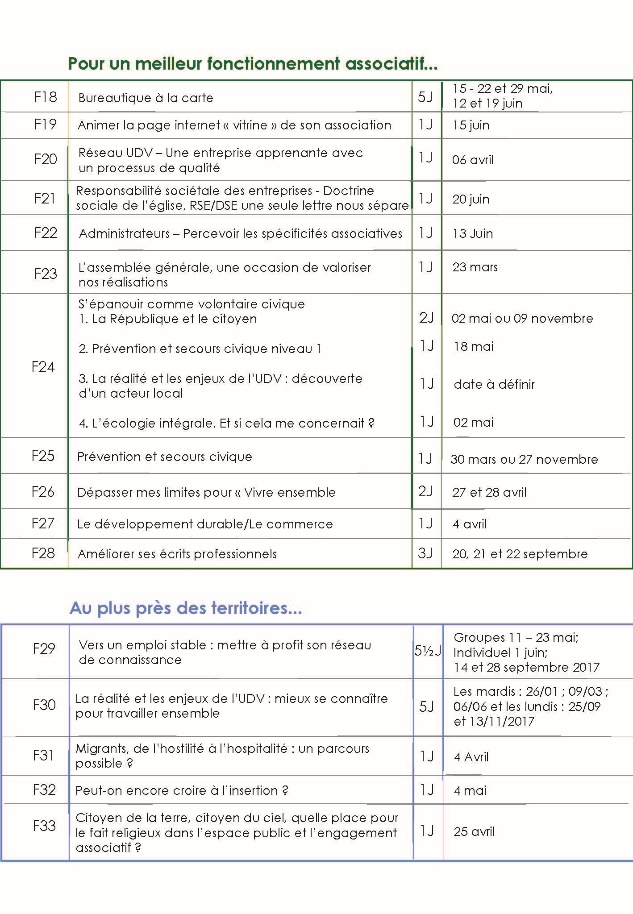 Pour un meilleur fonctionnement associatif...
F18 Bureautique à la carte 5J 15 - 22 et 29 mai,
12 et 19 juin
F19 Animer la page internet « vitrine » de son association 1J 15 juin
F20 Réseau UDV – Une entreprise apprenante avec
un processus de qualité 1J 06 avril
F21 Responsabilité sociétale des entreprises - Doctrine
sociale de l'église. RSE/DSE une seule lettre nous sépare 1J 20 juin
F22 Administrateurs – Percevoir les spécificités associatives 1J 13 Juin
F23 L'assemblée générale, une occasion de valoriser
nos réalisations 1J 23 mars
F24 S'épanouir comme volontaire civique
1. La République et le citoyen 2J 02 mai ou 09 novembre
2. Prévention et secours civique niveau 1 1J 18 mai
3. La réalité et les enjeux de l'UDV : découverte
d'un acteur local 1J date à définir
4. L'écologie intégrale. Et si cela me concernait ? 1J 02 mai
F25 Prévention et secours civique 1J 30 mars ou 27 novembre
F26 Dépasser mes limites pour « Vivre ensemble 2J 27 et 28 avril
F27 Le développement durable/Le commerce 1J 4 avril
F28 Améliorer ses écrits professionnels 3J 20, 21 et 22 septembre
Au plus près des territoires...
F29 Vers un emploi stable : mettre à profit son réseau
de connaissance 5½J Groupes 11 – 23 mai;
Individuel 1 juin;
14 et 28 septembre 2017
F30 La réalité et les enjeux de l'UDV : mieux se connaître
pour travailler ensemble 5J Les mardis : 26/01 ; 09/03 ;
06/06 et les lundis : 25/09
et 13/11/2017
F31 Migrants, de l'hostilité à l'hospitalité : un parcours
possible ? 1J 4 Avril
F32 Peut-on encore croire à l'insertion ? 1J 4 mai
F33 Citoyen de la terre, citoyen du ciel, quelle place pour
le fait religieux dans l'espace public et l'engagement
associatif ? 1J 25 avril